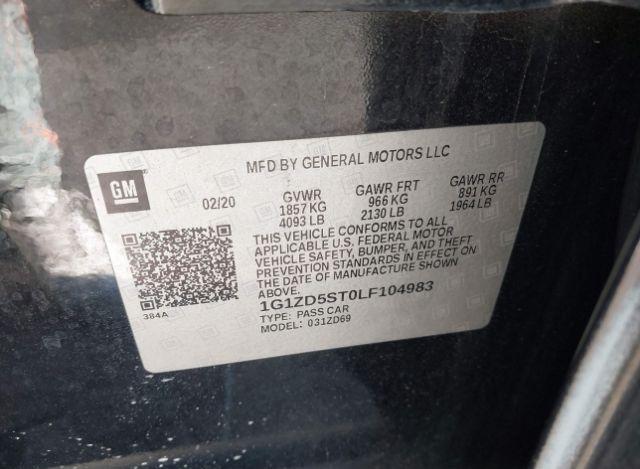 MFD BY GENERAL MOTORS LLC
GM
02/20 GVWR GAWR FRT GAWR RR
1857 KG 966 KG 891 KG
4093 LB 2130 LB 1964 LB
THIS VEHICLE CONFORMS TO ALL
APPLICABLE U.S. FEDERAL MOTOR
VEHICLE SAFETY, BUMPER, AND THEFT
PREVENTION STANDARDS IN EFFECT ON
THE DATE OF MANUFACTURE SHOWN
ABOVE.
1G1ZD5ST0LF104983
384A
TYPE: PASS CAR
MODEL: 031ZD69